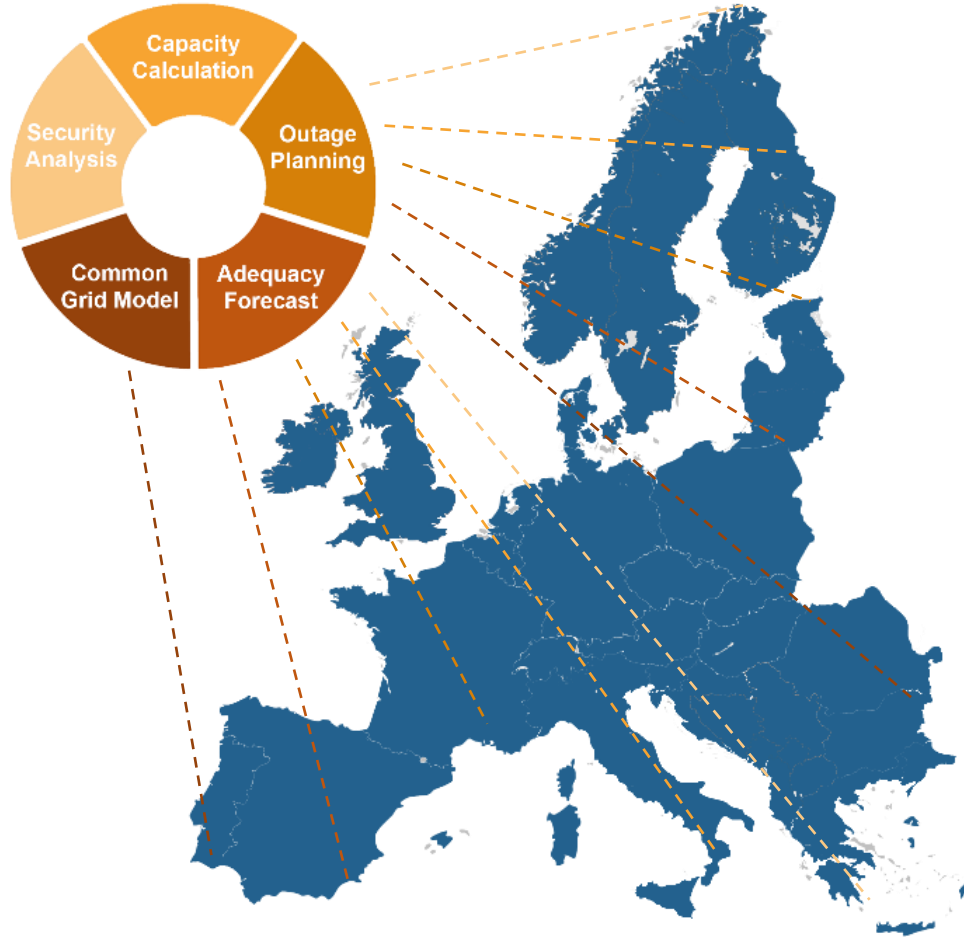 Capacity
Calculation
Security
Analysis
Outage
Planning
Common
Grid Model
Adequacy
Forecast